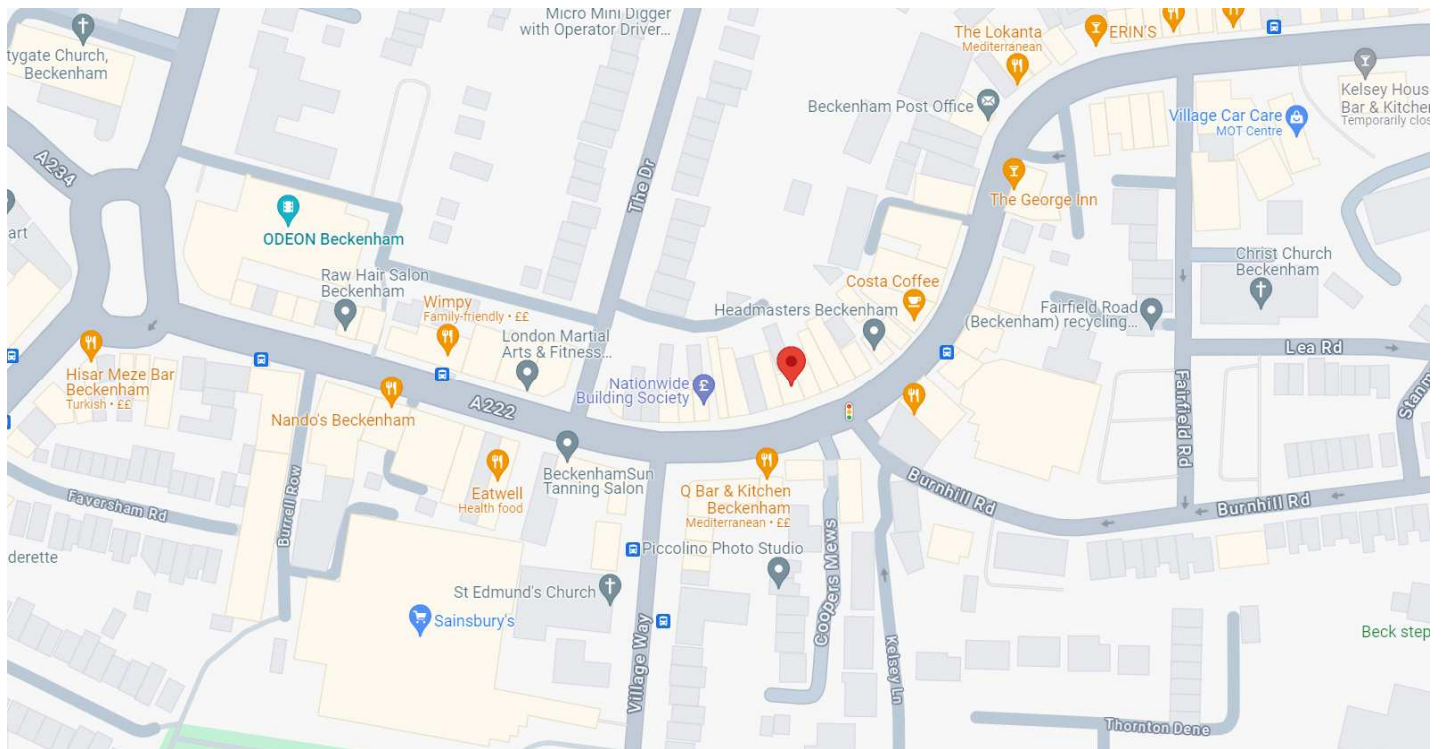 Micro Mini Digger
with Operator Driver...
tygate Church,
Beckenham
The Lokanta
Mediterranean
ERIN'S
Kelsey Hous
Bar & Kitchen
Temporarily clos
Beckenham Post Office
Village Car Care
MOT Centre
A234
The Dr
The George Inn
art
ODEON Beckenham
Raw Hair Salon
Beckenham
Wimpy
Family-friendly • ££
London Martial
Arts & Fitness...
Costa Coffee
Headmasters Beckenham
Christ Church
Beckenham
Fairfield Road
(Beckenham) recycling...
Lea Rd
Hisar Meze Bar
Beckenham
Turkish • ££
Nationwide
Building Society
£
Nando's Beckenham
A222
Fairfield Rd
Stanm
BeckenhamSun
Tanning Salon
Eatwell
Health food
Q Bar & Kitchen
Beckenham
Mediterranean • ££
Burnhill Rd
Burnhill Rd
Faversham Rd
Burrell Row
derette
Piccolino Photo Studio
Coopers Mews
St Edmund's Church
Sainsbury's
Village Way
Kelsey Ln
Beck step
Thornton Dene